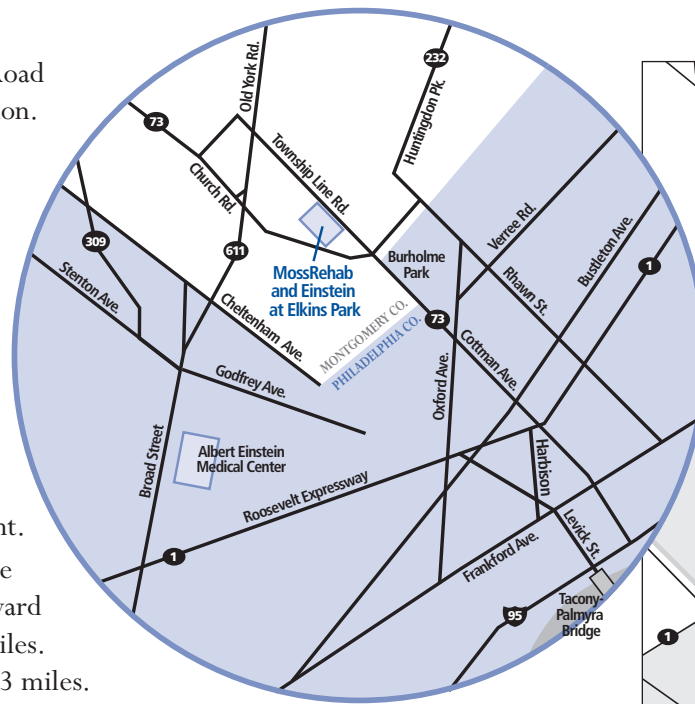 Road
on.
Old York Rd.
232
Huntingdon Pk.
73
Township Line Rd.
Church Rd.
Verree Rd.
Bustleton Ave.
309
611
Burholme
Park
1
Stenton Ave.
MossRehab
and Einstein
at Elkins Park
Rhawn St.
Cheltenham Ave.
MONTGOMERY CO.
PHILADELPHIA CO.
73
Cottman Ave.
Godfrey Ave.
Oxford Ave.
Broad Street
Albert Einstein
Medical Center
Harbison
Roosevelt Expressway
Levick St.
Frankford Ave.
1
95
Tacony-
Palmyra
Bridge
1
nt.
e
ward
iles.
3 miles.